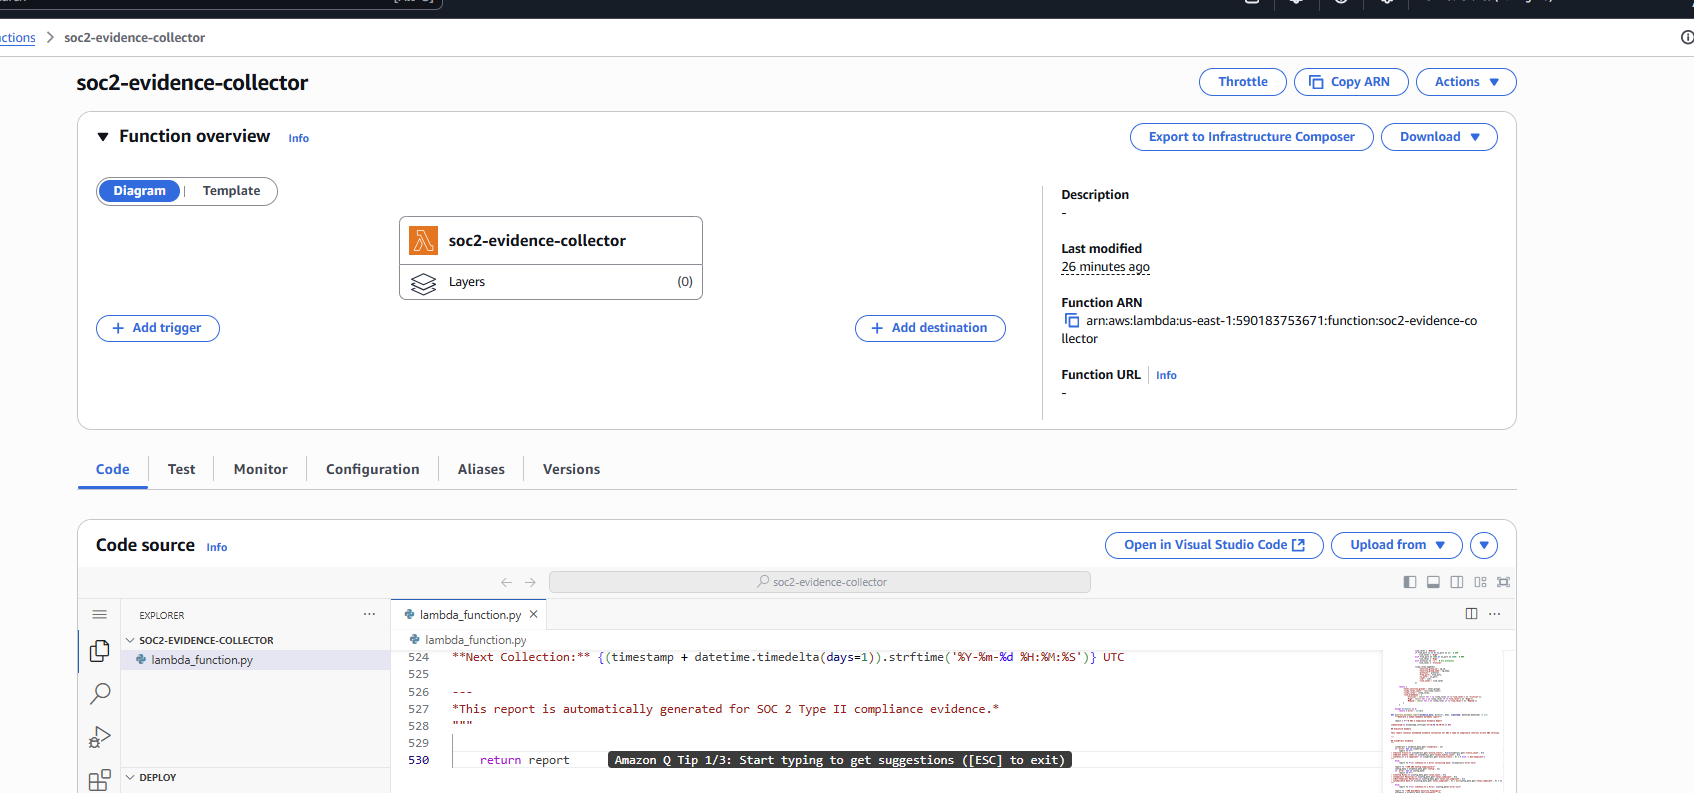 ctions > soc2-evidence-collector
soc2-evidence-collector
Throttle
Copy ARN
Actions
Function overview
Info
Export to Infrastructure Composer
Download
Diagram
Template
soc2-evidence-collector
Layers
(0)
Add trigger
Add destination
Description
-
Last modified
26 minutes ago
Function ARN
arn:aws:lambda:us-east-1:590183753671:function:soc2-evidence-co
llector
Function URL
Info
-
Code
Test
Monitor
Configuration
Aliases
Versions
Code source
Info
Open in Visual Studio Code
Upload from
soc2-evidence-collector
EXPLORER
SOC2-EVIDENCE-COLLECTOR
lambda_function.py
DEPLOY
lambda_function.py
lambda_function.py
524 **Next Collection:** {(timestamp + datetime.timedelta(days=1)).strftime('%Y-%m-%d %H:%M:%S')} UTC
525
526 ---
527 *This report is automatically generated for SOC 2 Type II compliance evidence.*
528 """
529
530 return report
Amazon Q Tip 1/3: Start typing to get suggestions ([ESC] to exit)